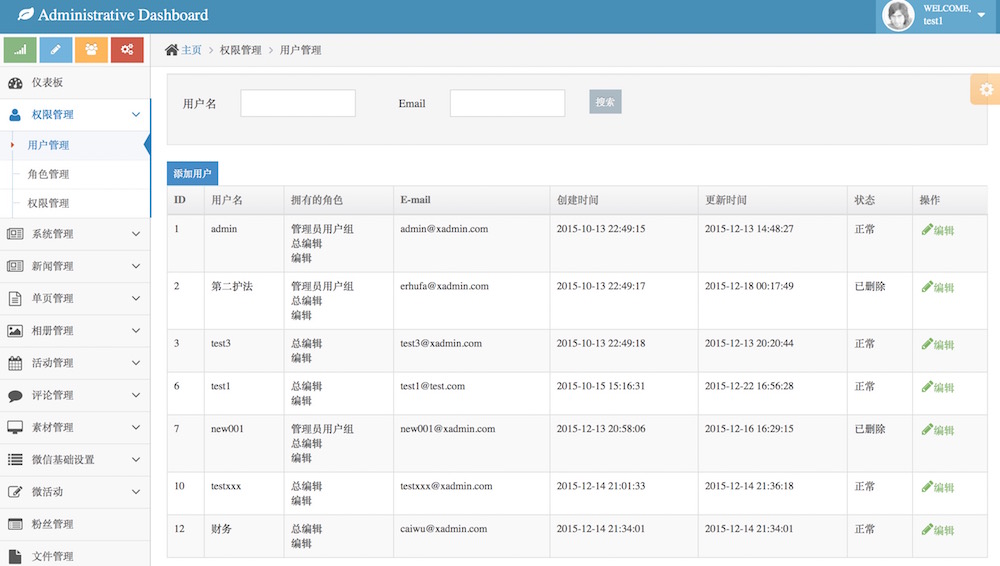 Administrative Dashboard
WELCOME,
test1
主页 权限管理 用户管理
仪表板
权限管理
用户管理
角色管理
权限管理
系统管理
新闻管理
单页管理
相册管理
活动管理
评论管理
素材管理
微信基础设置
微活动
粉丝管理
文件管理
用户名 Email 搜索
添加用户
ID 用户名 拥有的角色 E-mail 创建时间 更新时间 状态 操作
1 admin 管理员用户组 admin@xadmin.com 2015-10-13 22:49:15 2015-12-13 14:48:27 正常 编辑
总编辑
编辑
2 第二护法 管理员用户组 erhufa@xadmin.com 2015-10-13 22:49:17 2015-12-18 00:17:49 已删除 编辑
总编辑
编辑
3 test3 总编辑 test3@xadmin.com 2015-10-13 22:49:18 2015-12-13 20:20:44 正常 编辑
编辑
6 test1 总编辑 test1@test.com 2015-10-15 15:16:31 2015-12-22 16:56:28 正常 编辑
编辑
7 new001 管理员用户组 new001@xadmin.com 2015-12-13 20:58:06 2015-12-16 16:29:15 已删除 编辑
总编辑
编辑
10 testxxx 总编辑 testxxx@xadmin.com 2015-12-14 21:01:33 2015-12-14 21:36:18 正常 编辑
编辑
12 财务 总编辑 caiwu@xadmin.com 2015-12-14 21:34:01 2015-12-14 21:34:01 正常 编辑
编辑